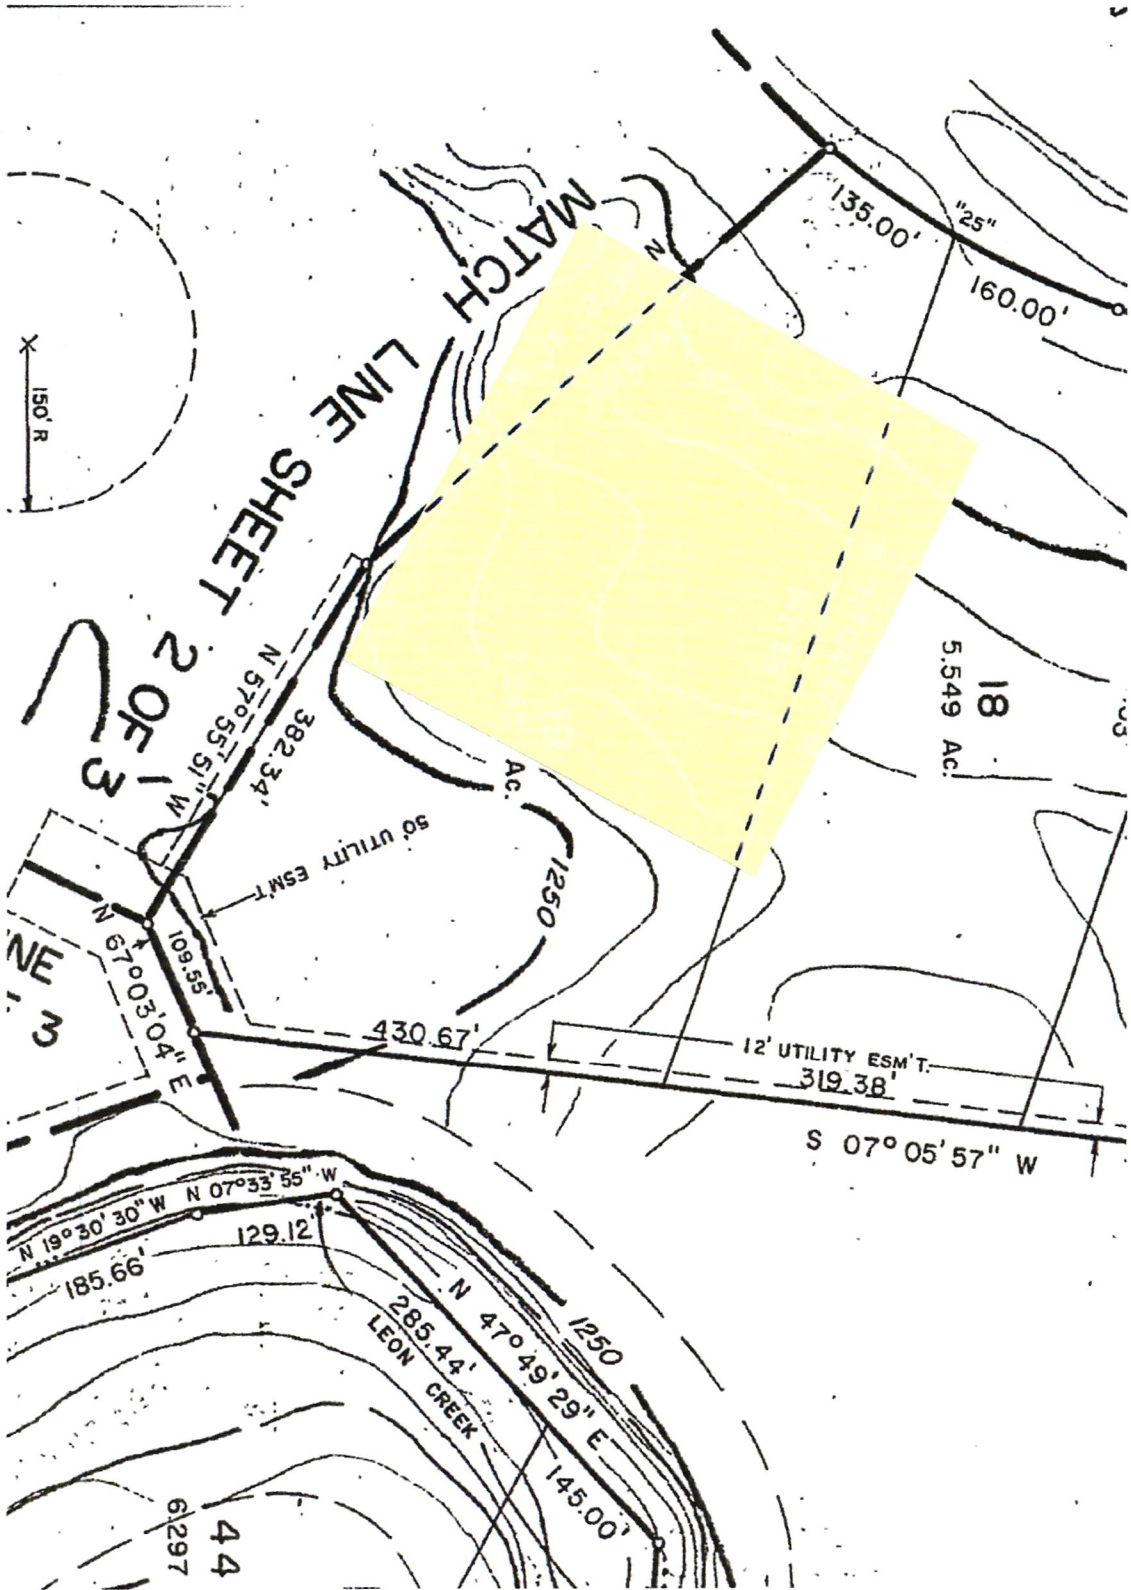 135.00'
"25"
160.00'
MATCH LINE SHEET 2 OF 13
N
150' R
18
5.549 Ac.
N 57°55'51" W
382.34'
Ac.
50' UTILITY ESM'T
1250
N 67°03'04" E
109.55'
NE
3
430.67'
12' UTILITY ESM'T.
319.38'
S 07°05'57" W
N 19°30'30" W
185.66'
N 07°33'55" W
129.12'
N 47°49'29" E
285.44'
LEON CREEK
1250
145.00'
44
6.297